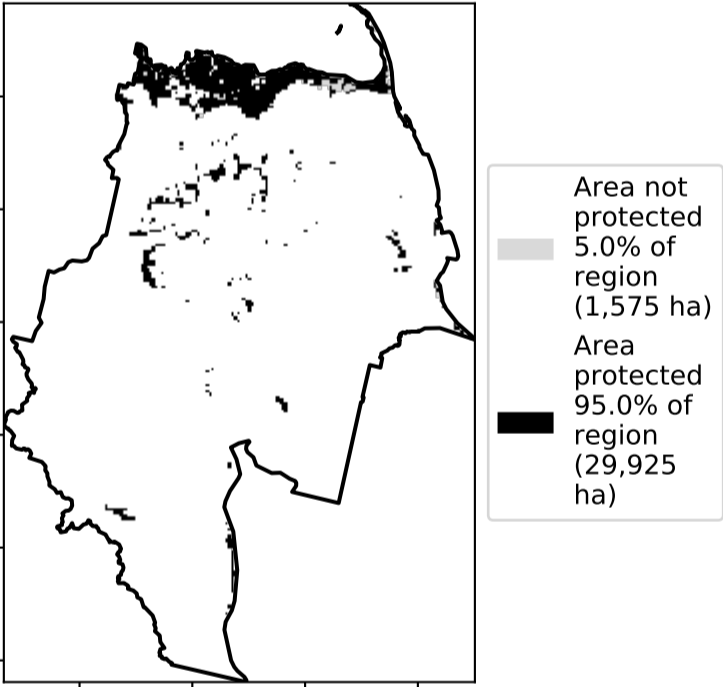 Area not
protected
5.0% of
region
(1,575 ha)
Area
protected
95.0% of
region
(29,925
ha)